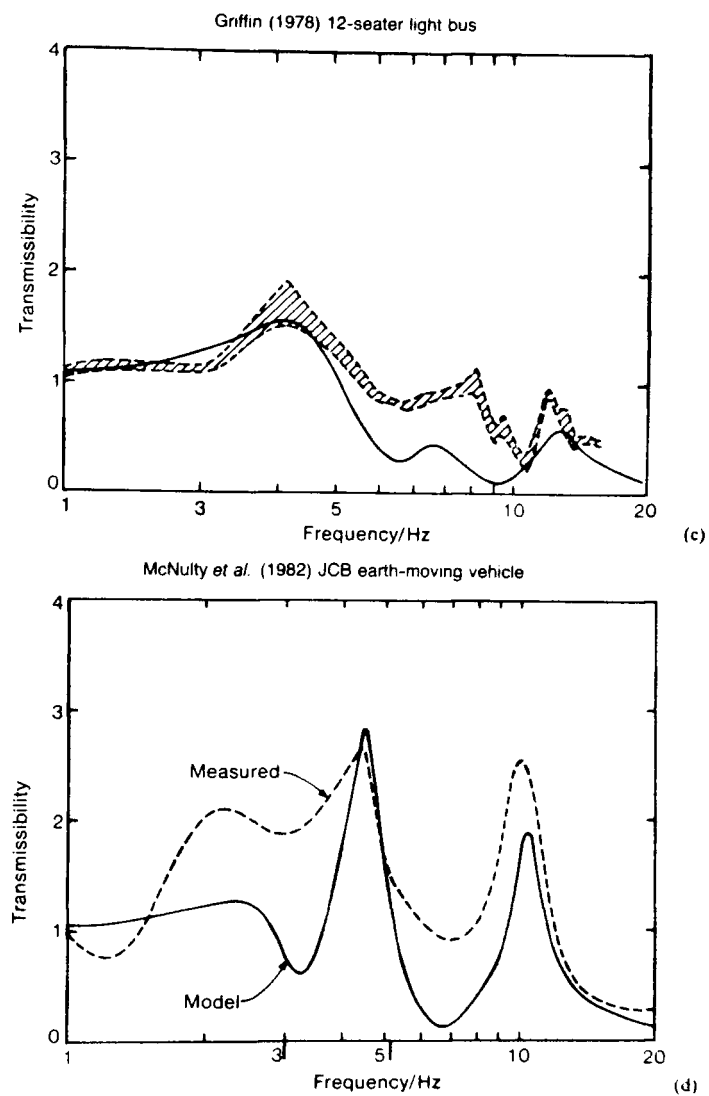 Griffin (1978) 12-seater light bus
4
3
2
1
0
Transmissibility
1 3 5 10 20
Frequency/Hz
(c)
McNulty et al. (1982) JCB earth-moving vehicle
4
3
2
1
0
Transmissibility
Measured
Model
1 3 5 10 20
Frequency/Hz
(d)